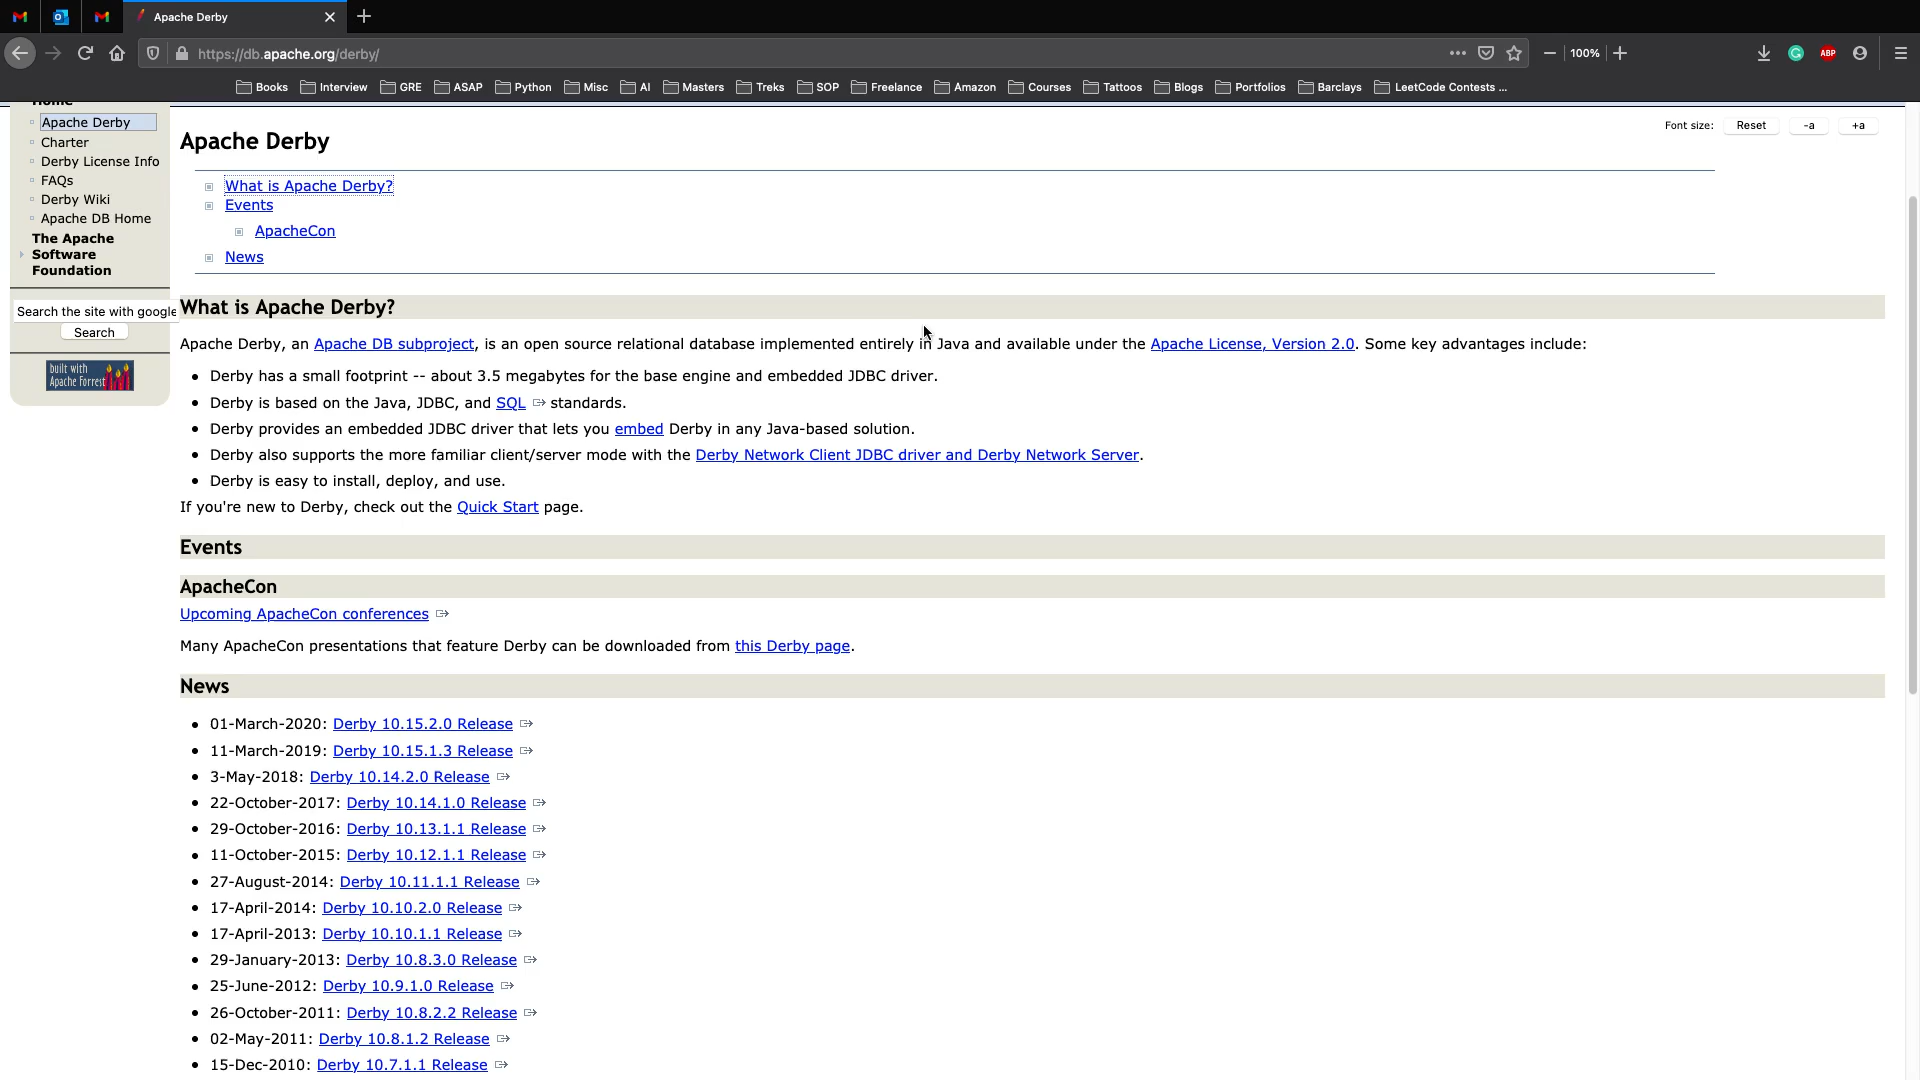 Apache Derby
https://db.apache.org/derby/
100%
ABP
Books Interview GRE ASAP Python Misc AI Masters Treks SOP Freelance Amazon Courses Tattoos Blogs Portfolios Barclays LeetCode Contests ...
Home
Apache Derby
Charter
Derby License Info
FAQs
Derby Wiki
Apache DB Home
The Apache
Software
Foundation
Search the site with google
Search
built with
Apache Forrest
Font size: Reset -a +a
Apache Derby
What is Apache Derby?
Events
ApacheCon
News
What is Apache Derby?
Apache Derby, an Apache DB subproject, is an open source relational database implemented entirely in Java and available under the Apache License, Version 2.0. Some key advantages include:
Derby has a small footprint -- about 3.5 megabytes for the base engine and embedded JDBC driver.
Derby is based on the Java, JDBC, and SQL standards.
Derby provides an embedded JDBC driver that lets you embed Derby in any Java-based solution.
Derby also supports the more familiar client/server mode with the Derby Network Client JDBC driver and Derby Network Server.
Derby is easy to install, deploy, and use.
If you're new to Derby, check out the Quick Start page.
Events
ApacheCon
Upcoming ApacheCon conferences
Many ApacheCon presentations that feature Derby can be downloaded from this Derby page.
News
01-March-2020: Derby 10.15.2.0 Release
11-March-2019: Derby 10.15.1.3 Release
3-May-2018: Derby 10.14.2.0 Release
22-October-2017: Derby 10.14.1.0 Release
29-October-2016: Derby 10.13.1.1 Release
11-October-2015: Derby 10.12.1.1 Release
27-August-2014: Derby 10.11.1.1 Release
17-April-2014: Derby 10.10.2.0 Release
17-April-2013: Derby 10.10.1.1 Release
29-January-2013: Derby 10.8.3.0 Release
25-June-2012: Derby 10.9.1.0 Release
26-October-2011: Derby 10.8.2.2 Release
02-May-2011: Derby 10.8.1.2 Release
15-Dec-2010: Derby 10.7.1.1 Release